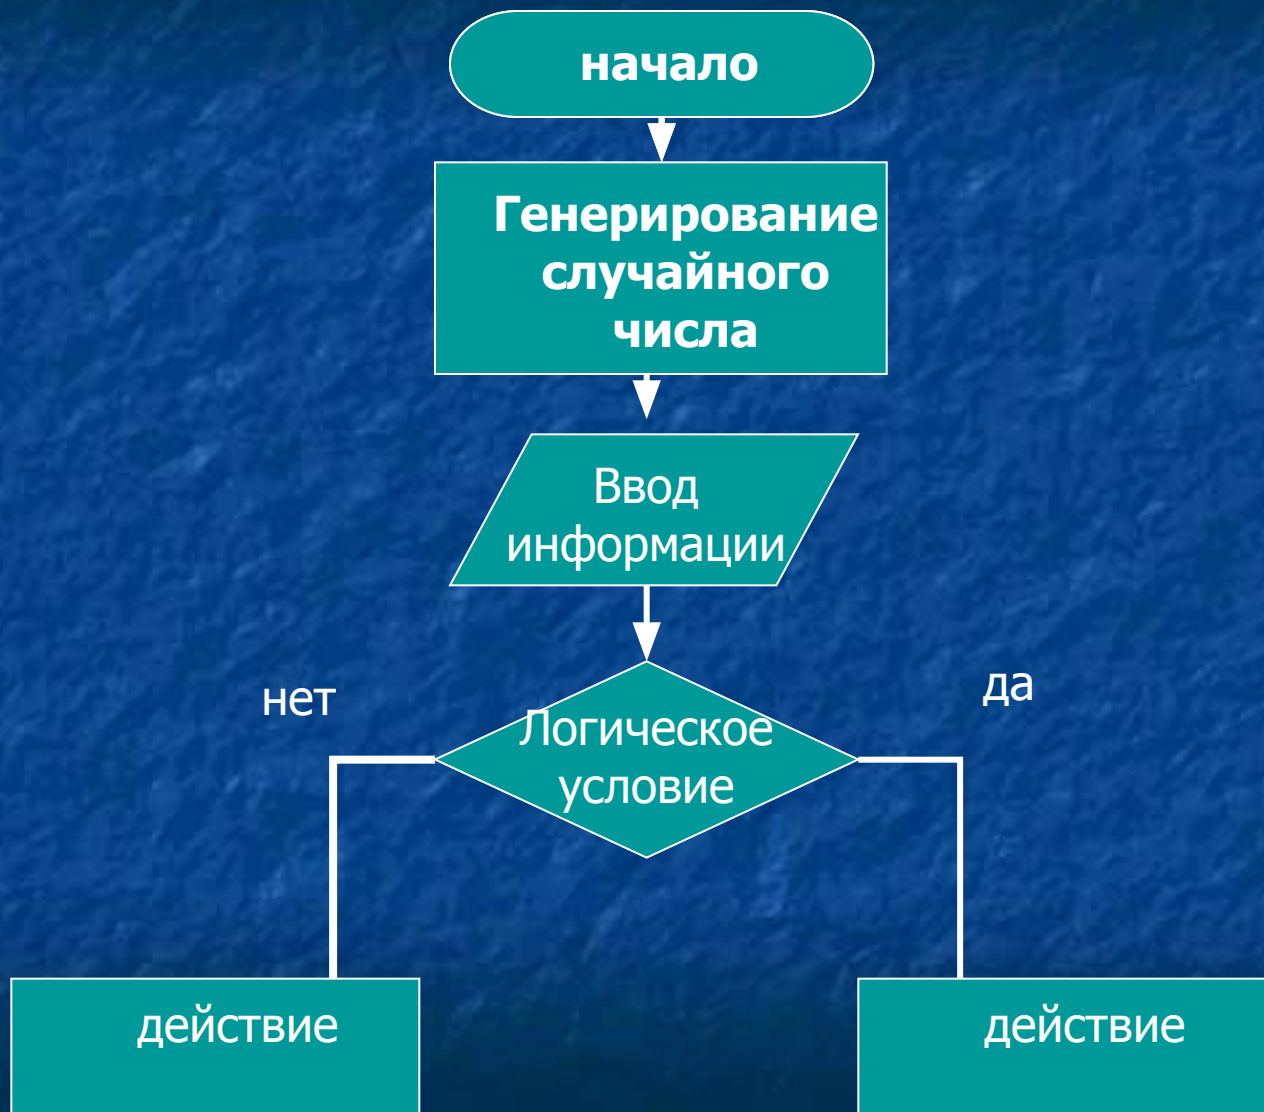 начало
Генерирование
случайного
числа
Ввод
информации
нет
да
Логическое
условие
действие
действие